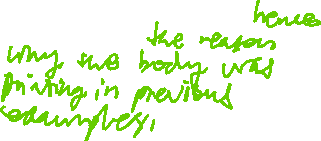 hence
the reason
why the body was
printing in previous
examples,